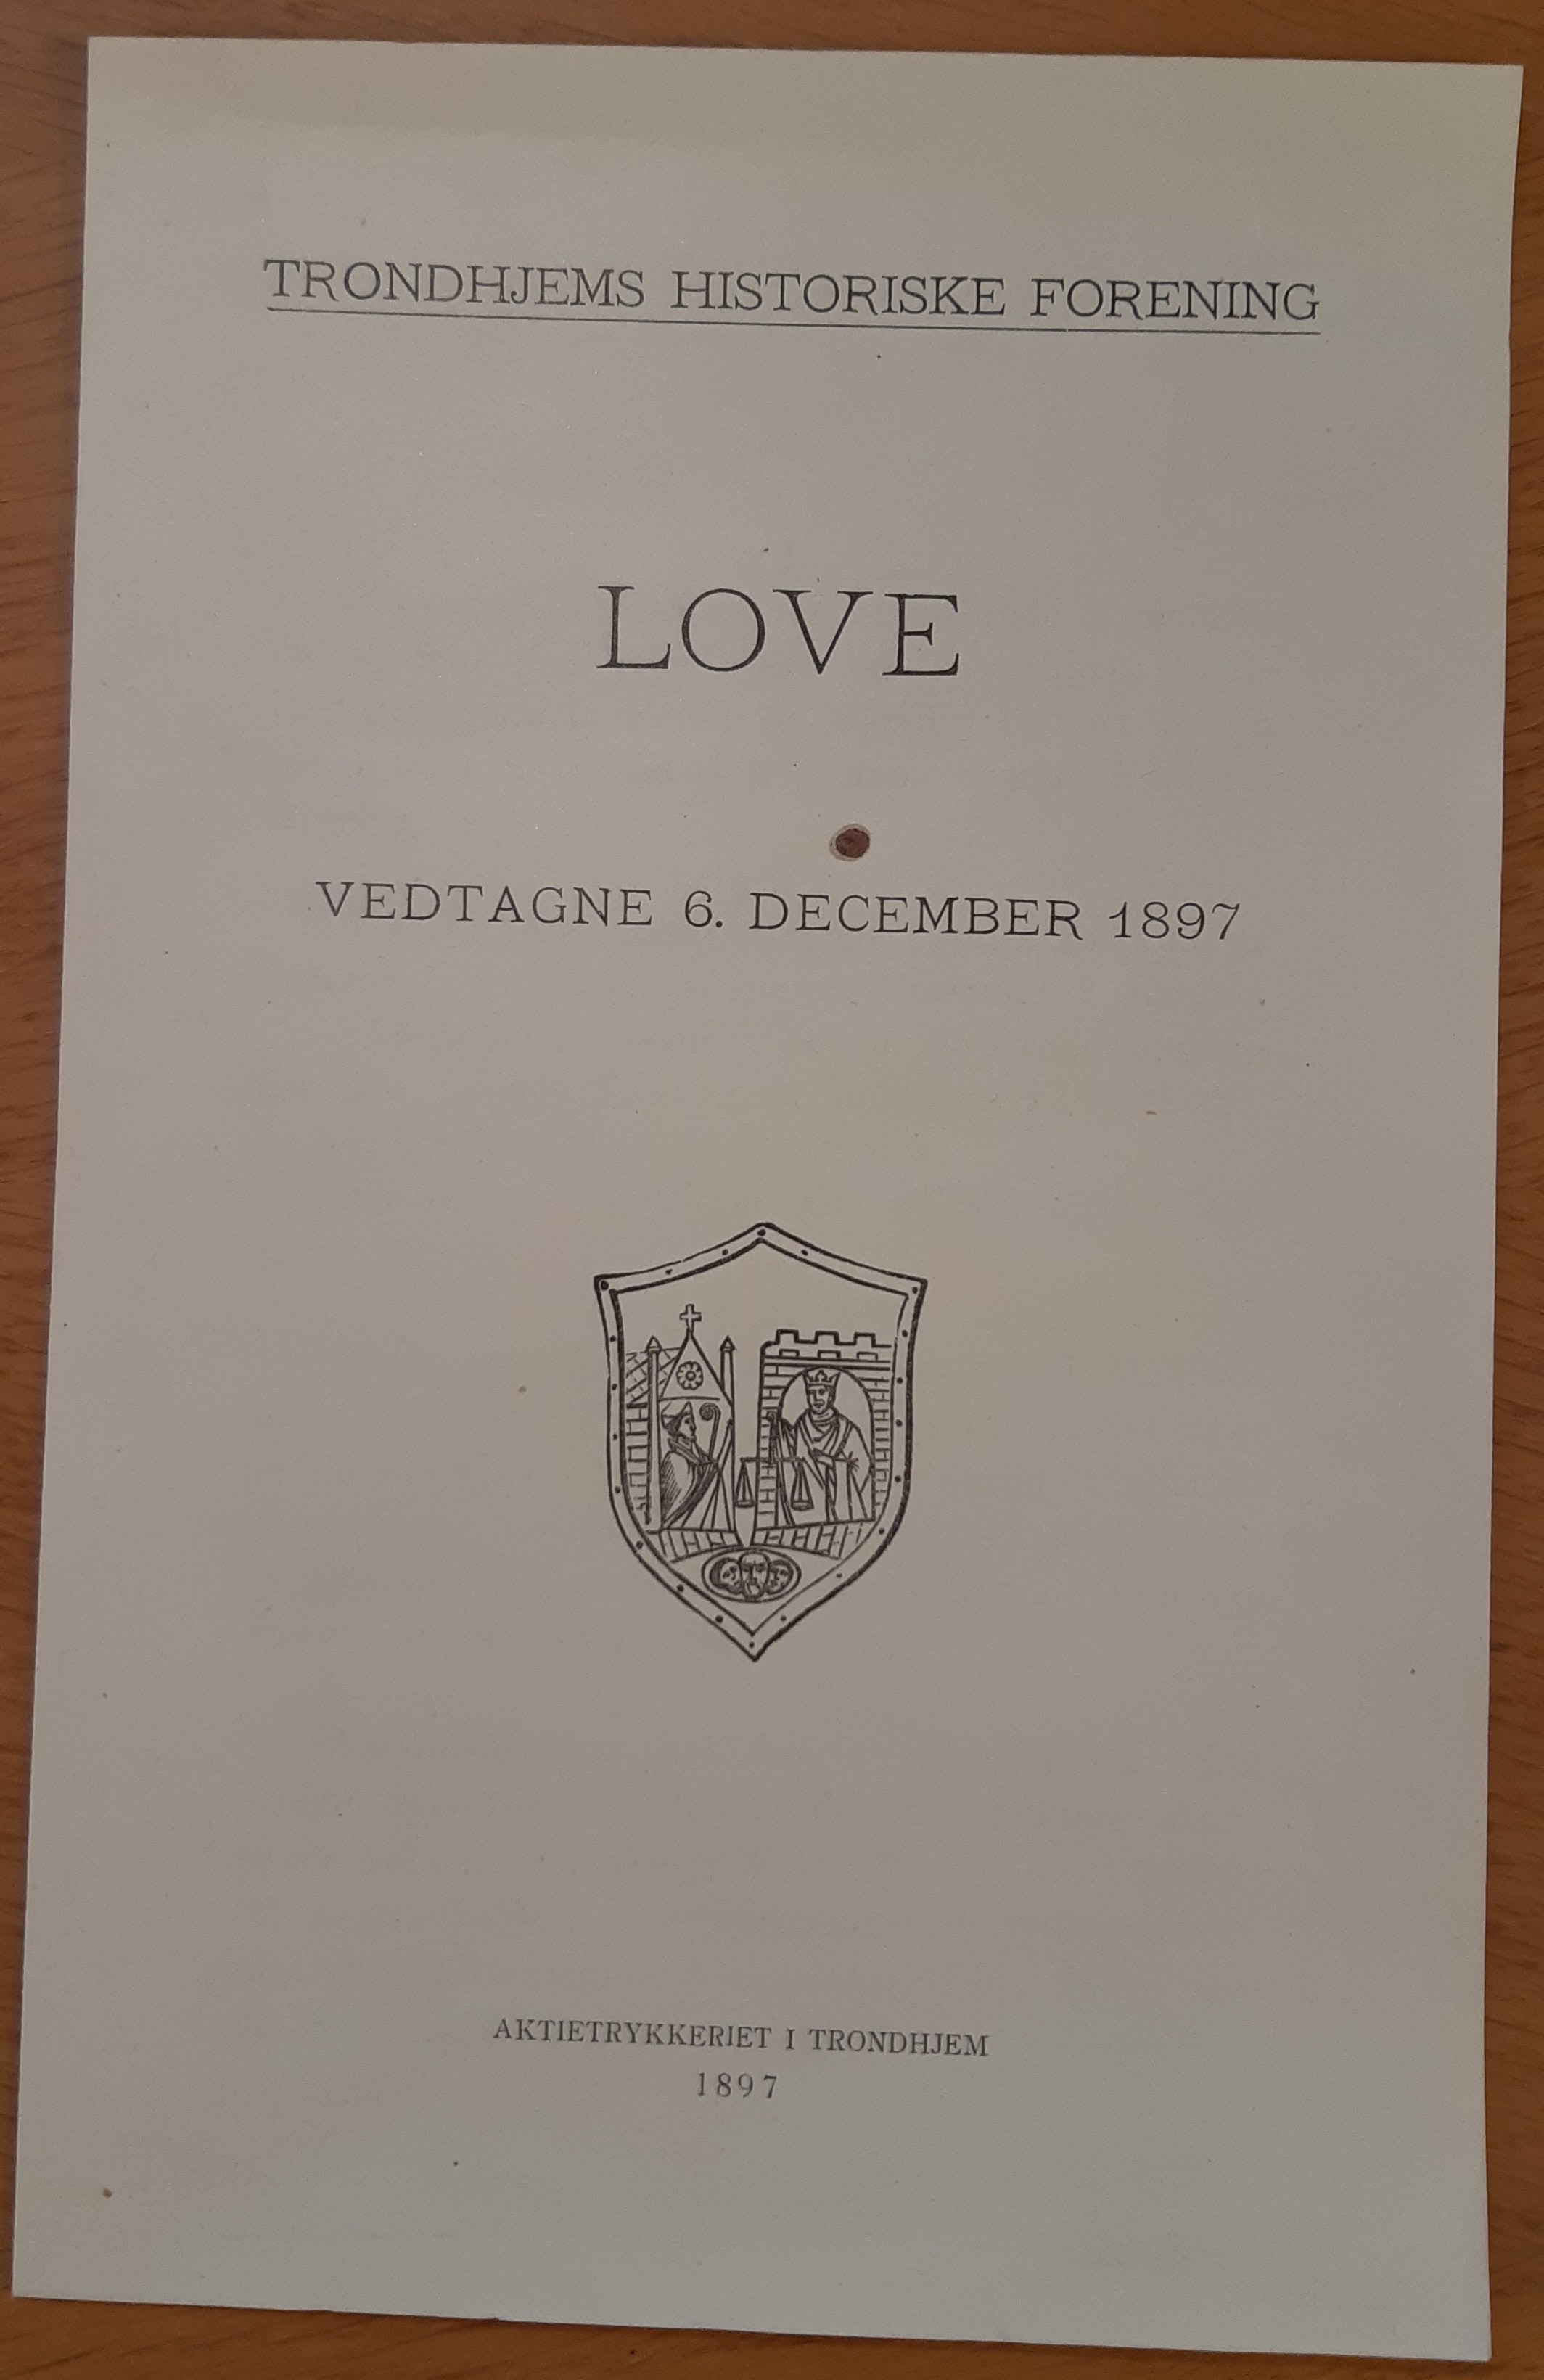 TRONDHJEMS HISTORISKE FORENING
LOVE
VEDTAGNE 6. DECEMBER 1897
AKTIETRYKKERIET I TRONDHJEM
1897